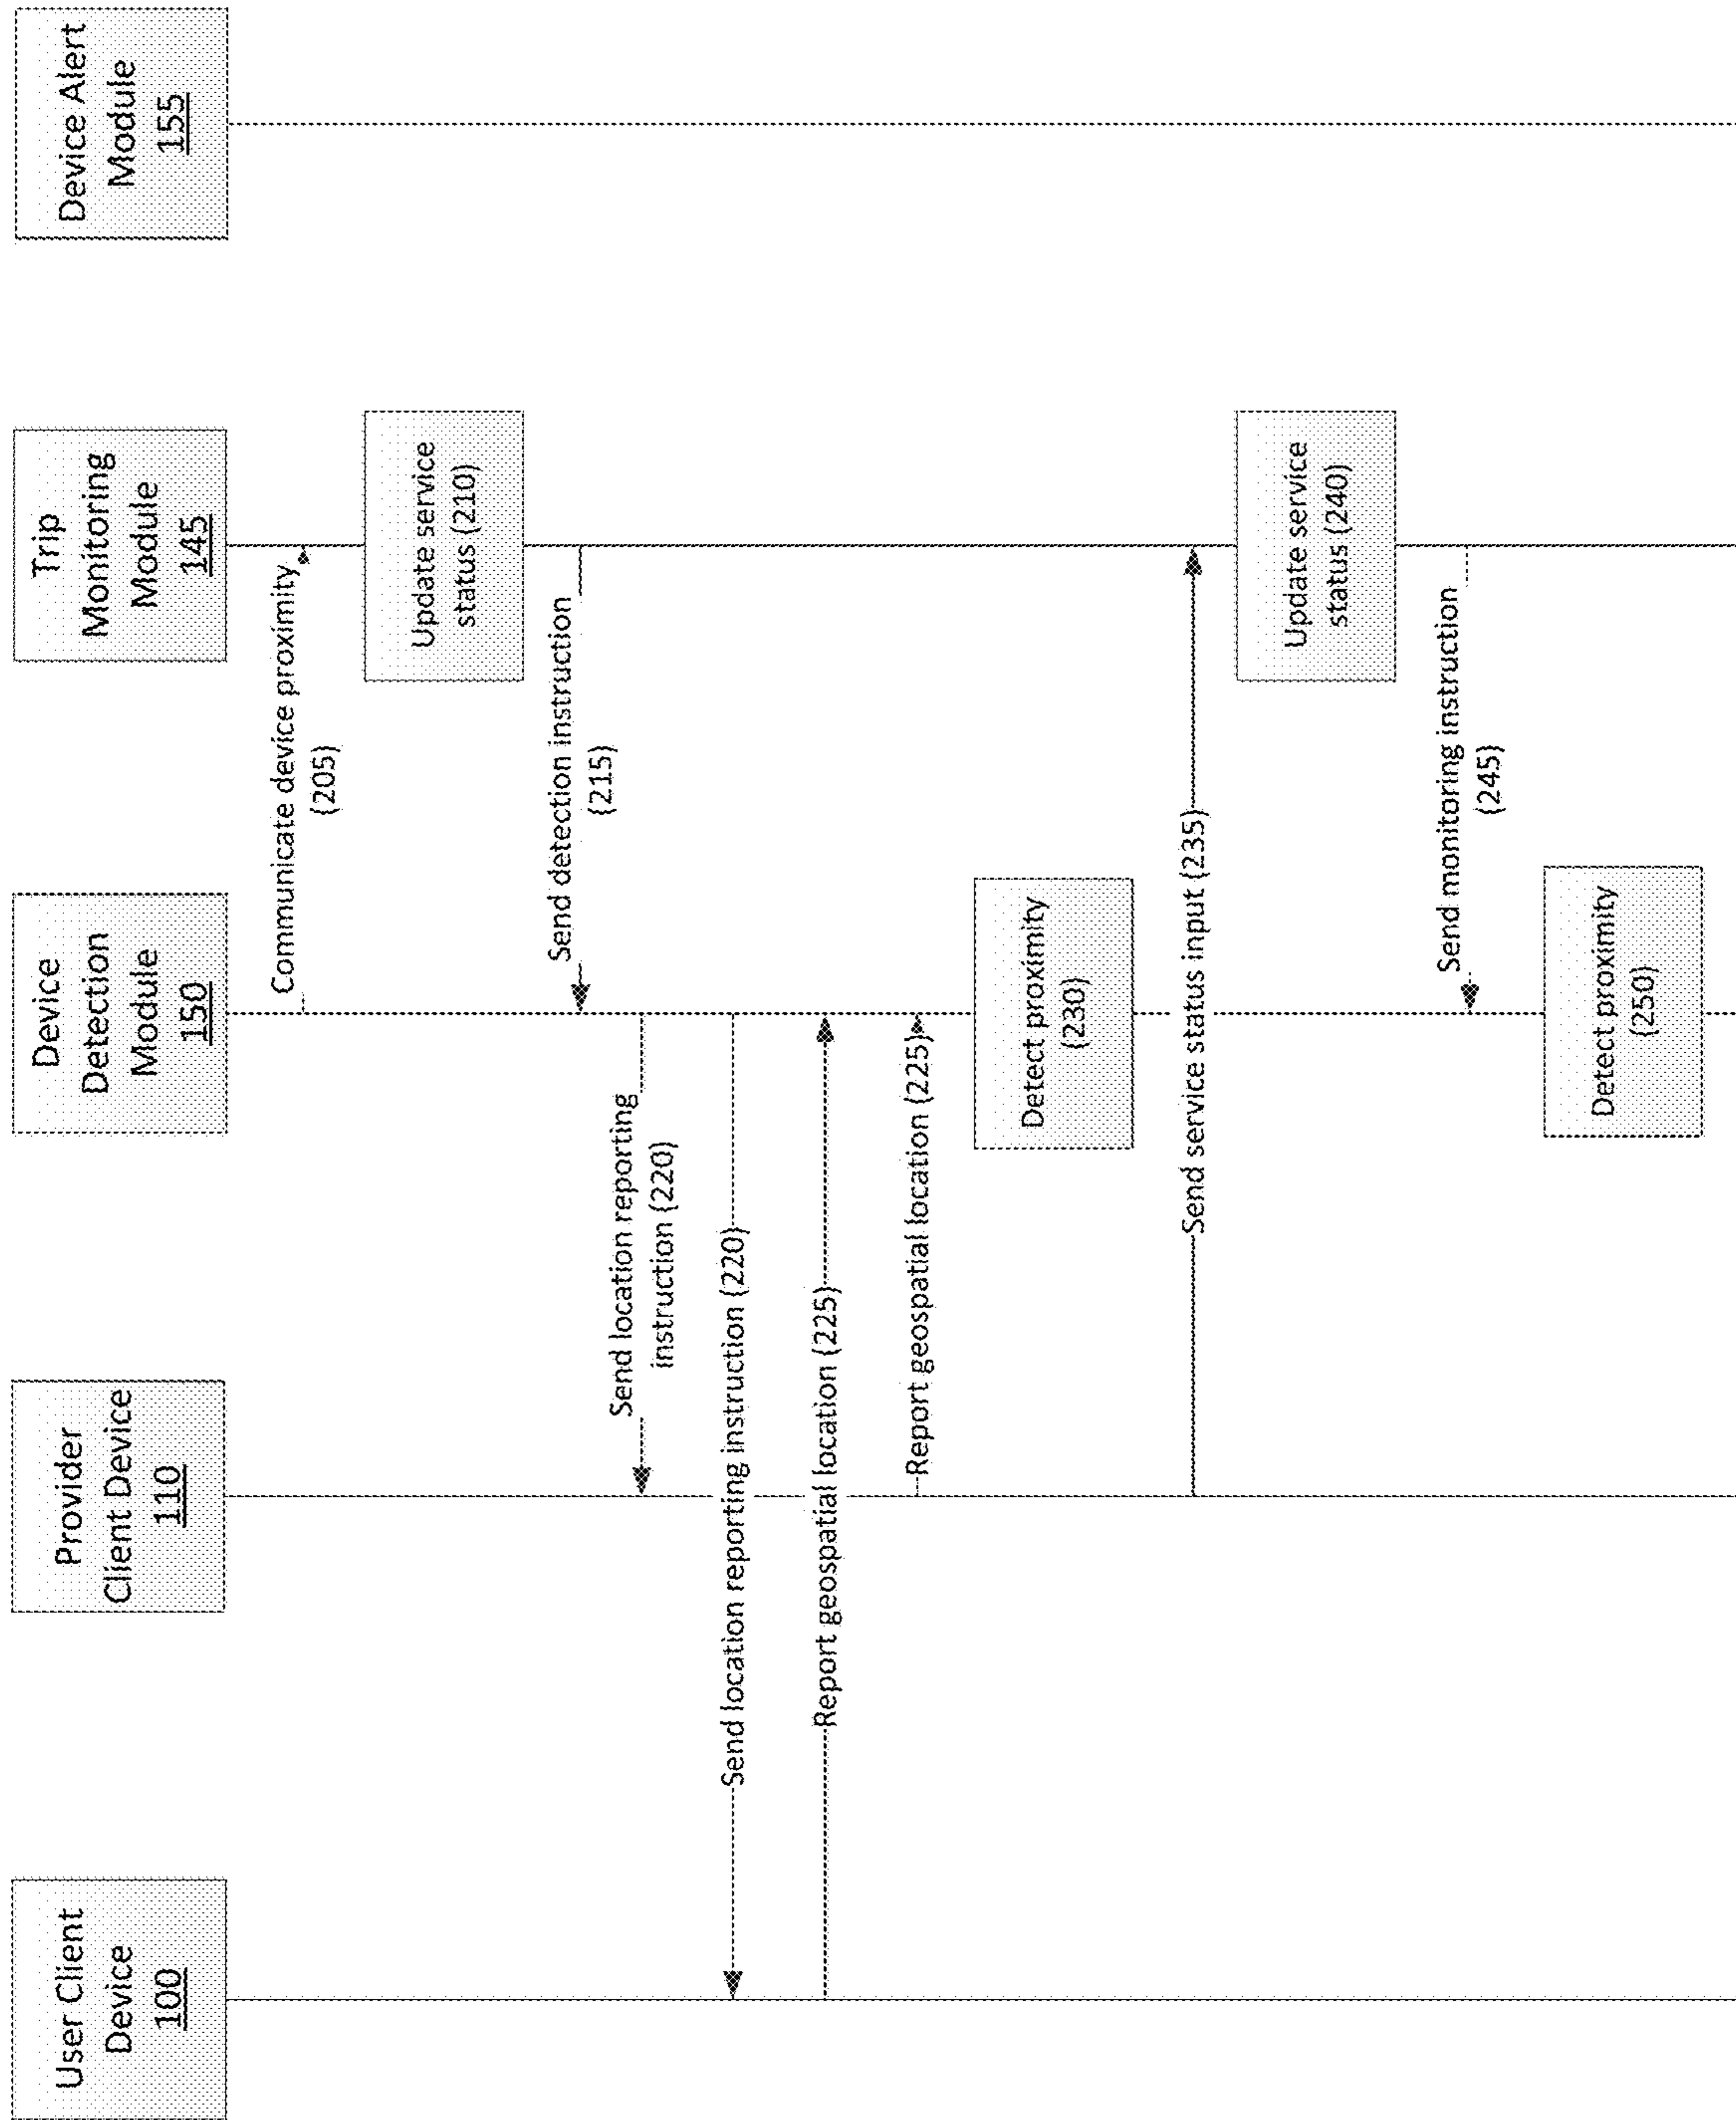 User Client
Device
100
Provider
Client Device
110
Device
Detection
Module
150
Trip
Monitoring
Module
145
Device Alert
Module
155
Communicate device proximity
(205)
Update service
status (210)
Send detection instruction
(215)
Send location reporting
instruction (220)
Send location reporting instruction (220)
Report geospatial location (225)
Report geospatial location (225)
Detect proximity
(230)
Send service status input (235)
Update service
status (240)
Send monitoring instruction
(245)
Detect proximity
(250)